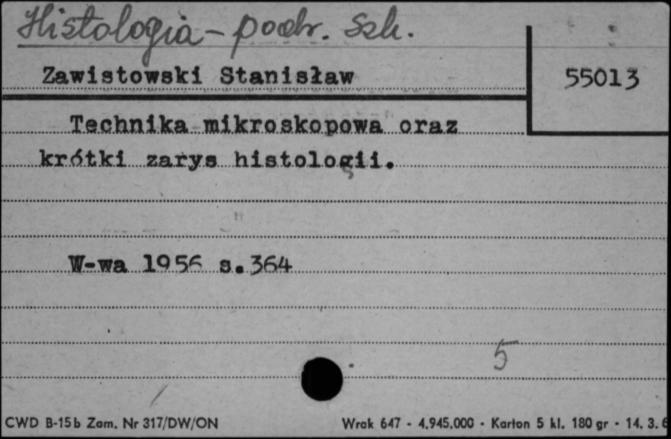 Histologia - podr. Szk.
Zawistowski Stanisław
55013
Technika mikroskopowa oraz
krótki zarys histologii.
W-wa 1956 s.364
5
CWD B-15b Zam. Nr 317/DW/ON
Wrak 647 - 4.945.000 - Karton 5 kl. 180 gr - 14. 3.